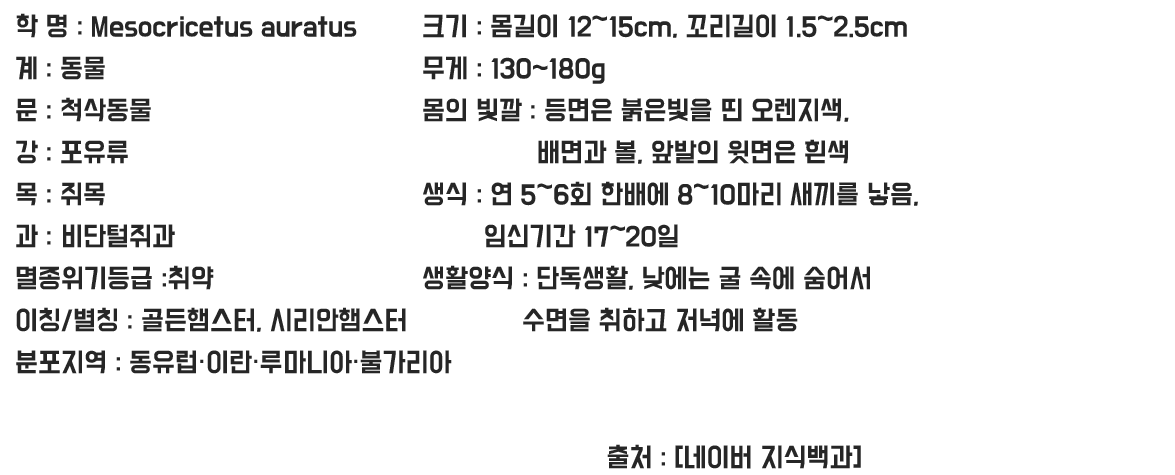 학 명 : Mesocricetus auratus
계 : 동물
문 : 척삭동물
강 : 포유류
목 : 쥐목
과 : 비단털쥐과
멸종위기등급 :취약
이칭/별칭 : 골든햄스터, 시리안햄스터
분포지역 : 동유럽·이란·루마니아·불가리아
크기 : 몸길이 12~15cm, 꼬리길이 1.5~2.5cm
무게 : 130~180g
몸의 빛깔 : 등면은 붉은빛을 띤 오렌지색,
배면과 볼, 앞발의 윗면은 흰색
생식 : 연 5~6회 한배에 8~10마리 새끼를 낳음,
임신기간 17~20일
생활양식 : 단독생활, 낮에는 굴 속에 숨어서
수면을 취하고 저녁에 활동
출처 : [네이버 지식백과]